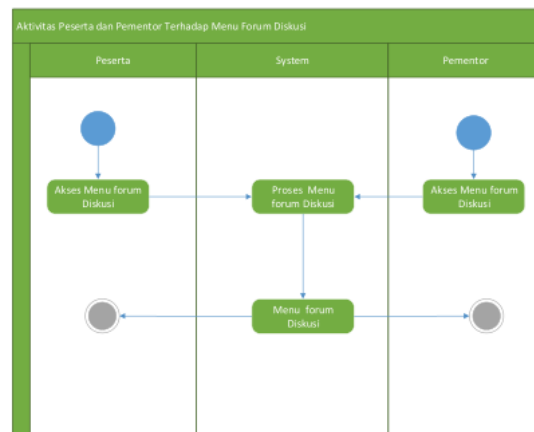 Aktivitas Peserta dan Pementor Terhadap Menu Forum Diskusi
Peserta
System
Pementor
Akses Menu forum
Diskusi
Proses Menu
forum Diskusi
Akses Menu forum
Diskusi
Menu forum
Diskusi